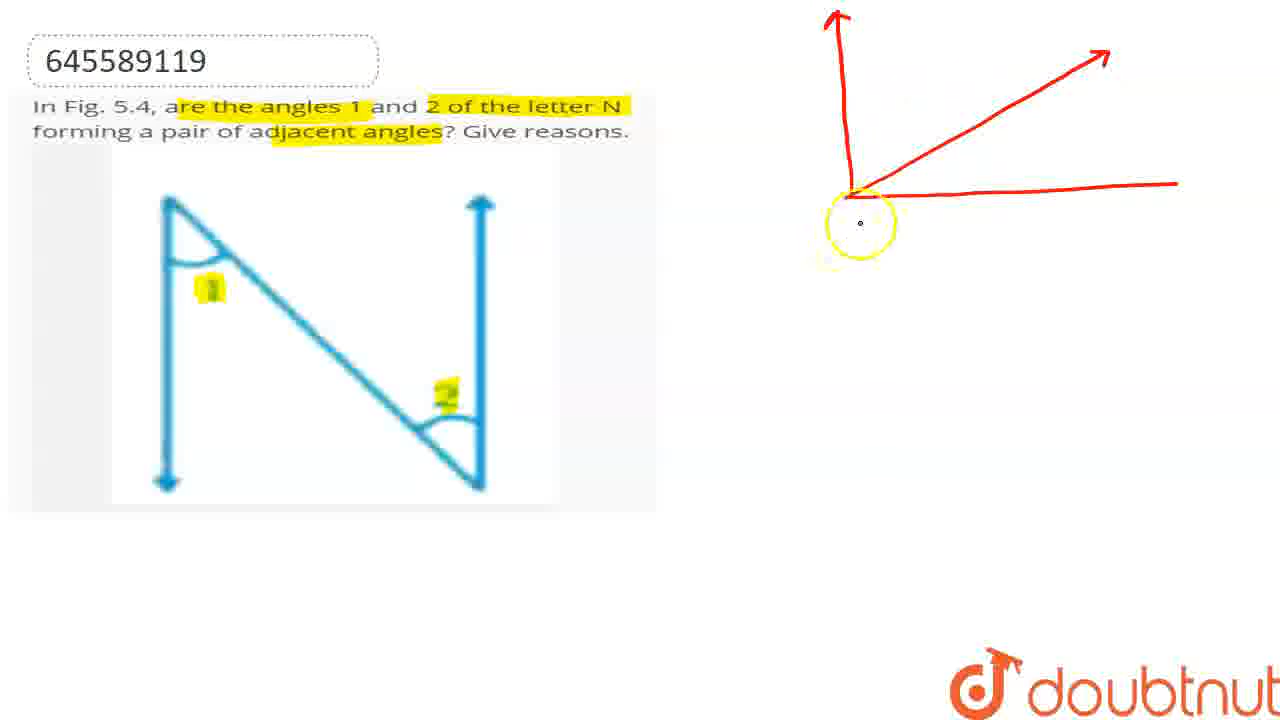 645589119
In Fig. 5.4, are the angles 1 and 2 of the letter N
forming a pair of adjacent angles? Give reasons.
1
2
doubtnut